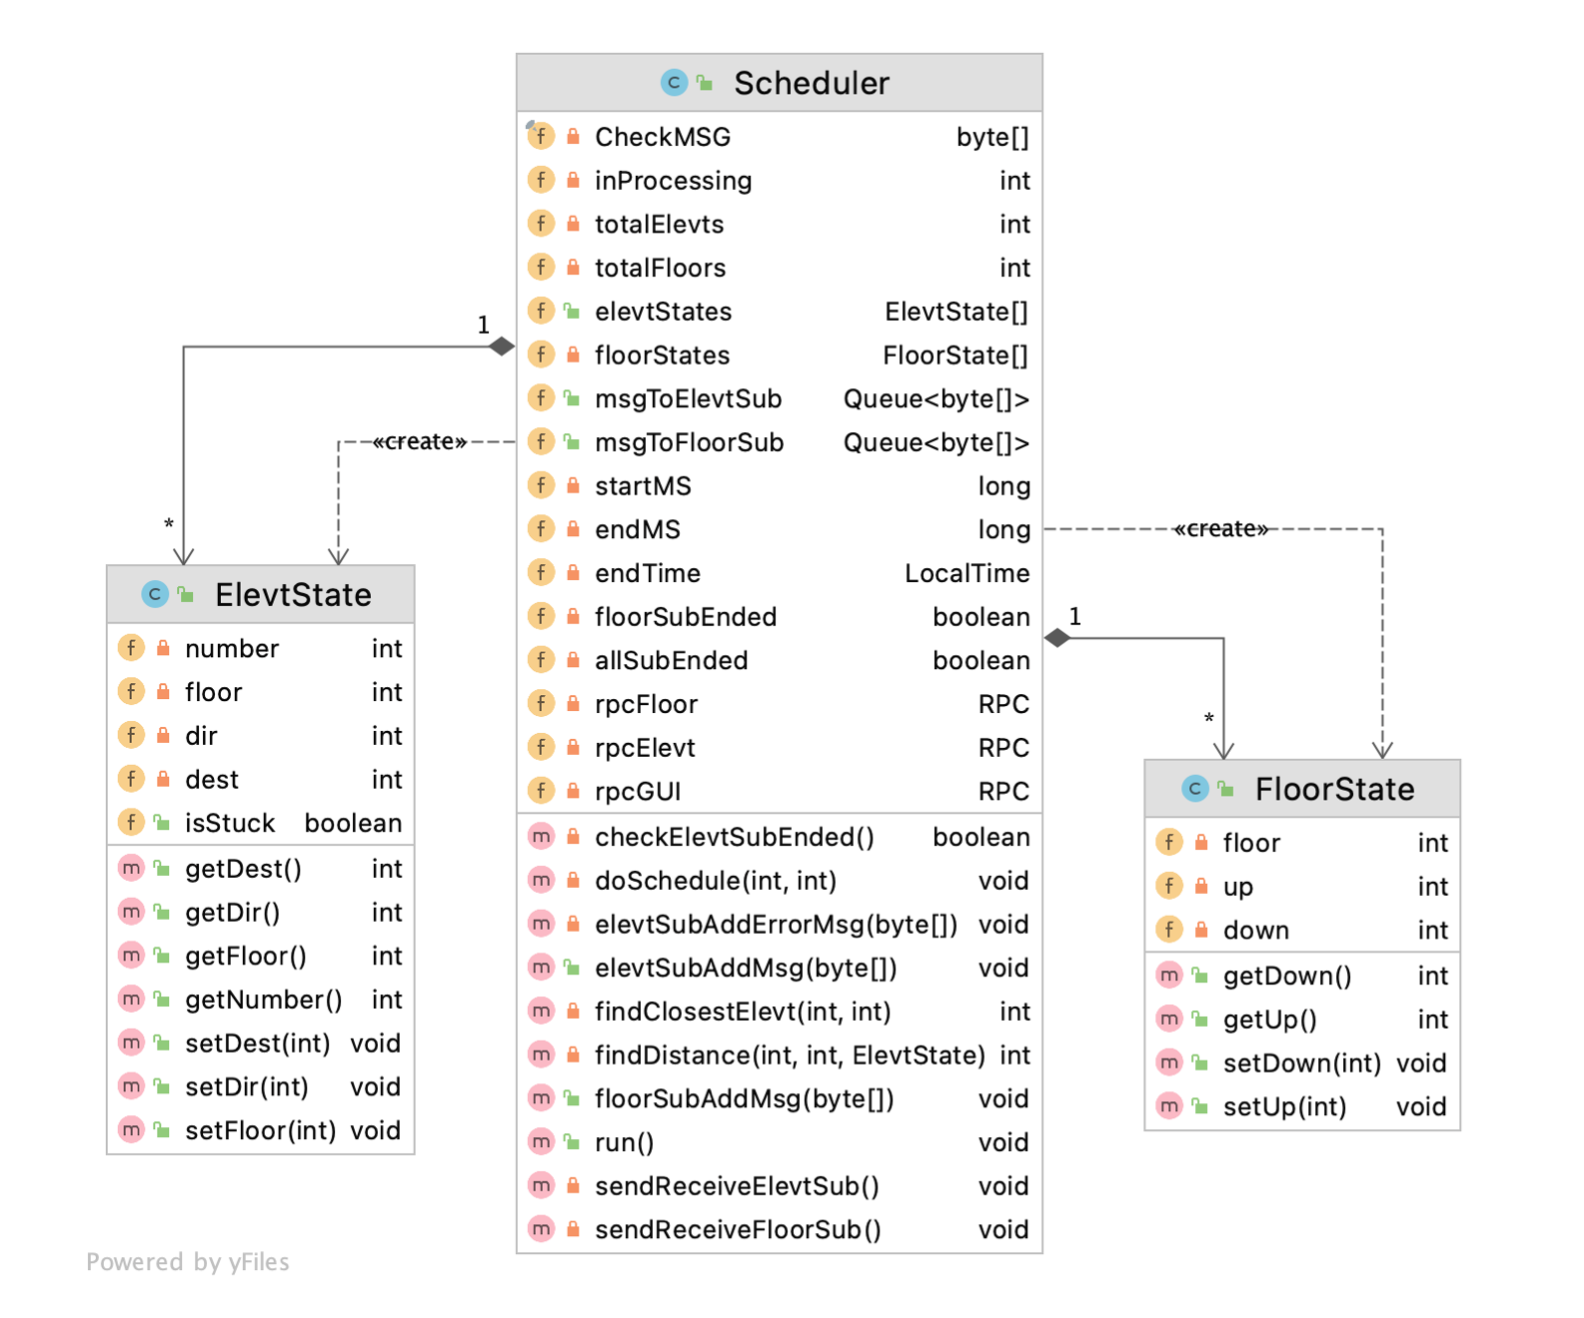 Scheduler
CheckMSG byte[]
inProcessing int
totalElevts int
totalFloors int
elevtStates ElevtState[]
floorStates FloorState[]
msgToElevtSub Queue<byte[]>
msgToFloorSub Queue<byte[]>
startMS long
endMS long
endTime LocalTime
floorSubEnded boolean
allSubEnded boolean
rpcFloor RPC
rpcElevt RPC
rpcGUI RPC
checkElevtSubEnded() boolean
doSchedule(int, int) void
elevtSubAddErrorMsg(byte[]) void
elevtSubAddMsg(byte[]) void
findClosestElevt(int, int) int
findDistance(int, int, ElevtState) int
floorSubAddMsg(byte[]) void
run() void
sendReceiveElevtSub() void
sendReceiveFloorSub() void
1
*
«create»
ElevtState
number int
floor int
dir int
dest int
isStuck boolean
getDest() int
getDir() int
getFloor() int
getNumber() int
setDest(int) void
setDir(int) void
setFloor(int) void
«create»
1
*
FloorState
floor int
up int
down int
getDown() int
getUp() int
setDown(int) void
setUp(int) void
Powered by yFiles